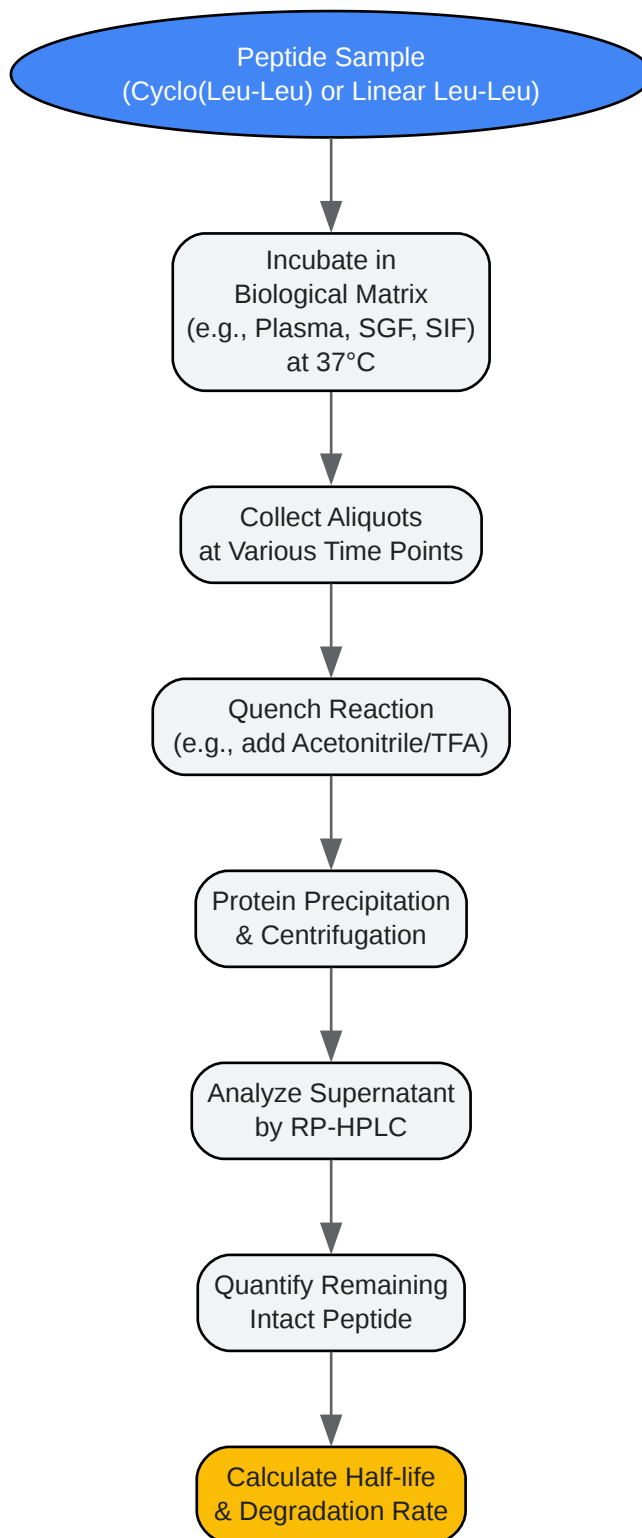 Peptide Sample
(Cyclo(Leu-Leu) or Linear Leu-Leu)
Incubate in
Biological Matrix
(e.g., Plasma, SGF, SIF)
at 37°C
Collect Aliquots
at Various Time Points
Quench Reaction
(e.g., add Acetonitrile/TFA)
Protein Precipitation
& Centrifugation
Analyze Supernatant
by RP-HPLC
Quantify Remaining
Intact Peptide
Calculate Half-life
& Degradation Rate